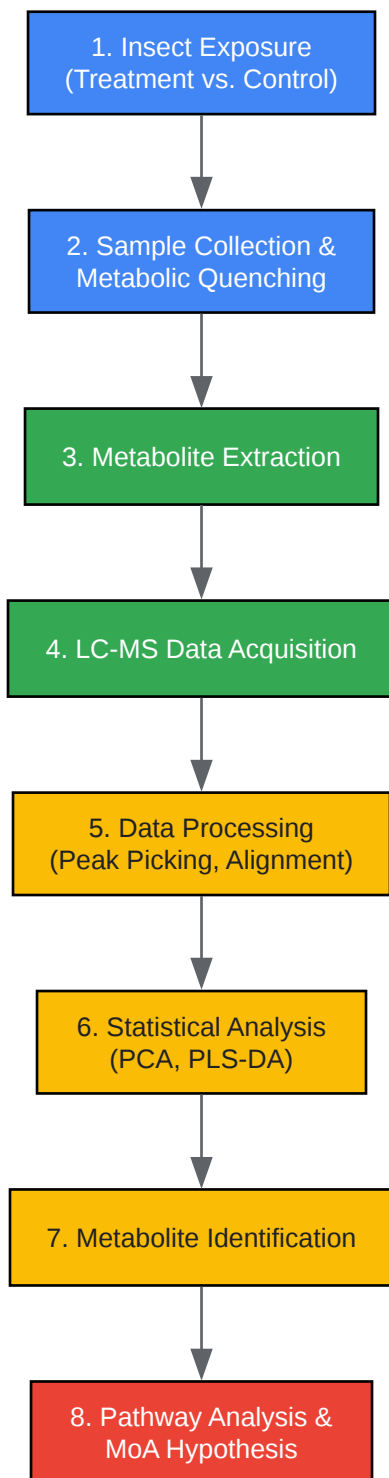 1. Insect Exposure
(Treatment vs. Control)
2. Sample Collection &
Metabolic Quenching
3. Metabolite Extraction
4. LC-MS Data Acquisition
5. Data Processing
(Peak Picking, Alignment)
6. Statistical Analysis
(PCA, PLS-DA)
7. Metabolite Identification
8. Pathway Analysis &
MoA Hypothesis